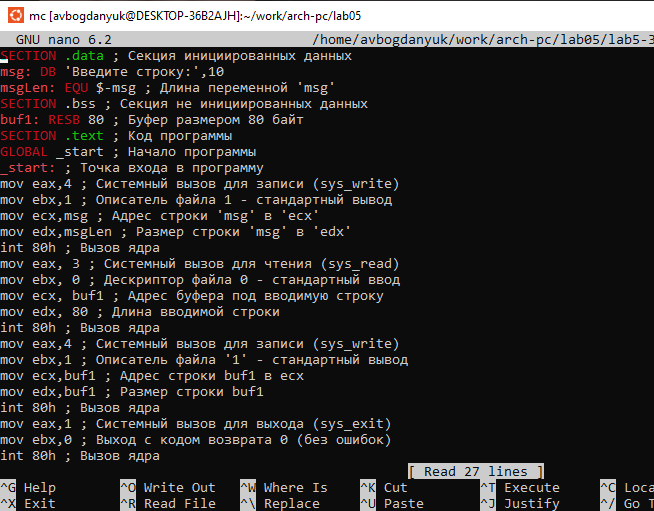 mc [avbogdanyuk@DESKTOP-36B2AJH]:~/work/arch-pc/lab05
GNU nano 6.2 /home/avbogdanyuk/work/arch-pc/lab05/lab5-3
SECTION .data ; Секция инициированных данных
msg: DB 'Введите строку:',10
msgLen: EQU $-msg ; Длина переменной 'msg'
SECTION .bss ; Секция не инициированных данных
buf1: RESB 80 ; Буфер размером 80 байт
SECTION .text ; Код программы
GLOBAL _start ; Начало программы
_start: ; Точка входа в программу
mov eax,4 ; Системный вызов для записи (sys_write)
mov ebx,1 ; Описатель файла 1 - стандартный вывод
mov ecx,msg ; Адрес строки 'msg' в 'ecx'
mov edx,msgLen ; Размер строки 'msg' в 'edx'
int 80h ; Вызов ядра
mov eax, 3 ; Системный вызов для чтения (sys_read)
mov ebx, 0 ; Дескриптор файла 0 - стандартный ввод
mov ecx, buf1 ; Адрес буфера под вводимую строку
mov edx, 80 ; Длина вводимой строки
int 80h ; Вызов ядра
mov eax,4 ; Системный вызов для записи (sys_write)
mov ebx,1 ; Описатель файла '1' - стандартный вывод
mov ecx,buf1 ; Адрес строки buf1 в ecx
mov edx,buf1 ; Размер строки buf1
int 80h ; Вызов ядра
mov eax,1 ; Системный вызов для выхода (sys_exit)
mov ebx,0 ; Выход с кодом возврата 0 (без ошибок)
int 80h ; Вызов ядра
[ Read 27 lines ]
^G Help ^O Write Out ^W Where Is ^K Cut ^T Execute ^C Loca
^X Exit ^R Read File ^\ Replace ^U Paste ^J Justify ^/ Go T